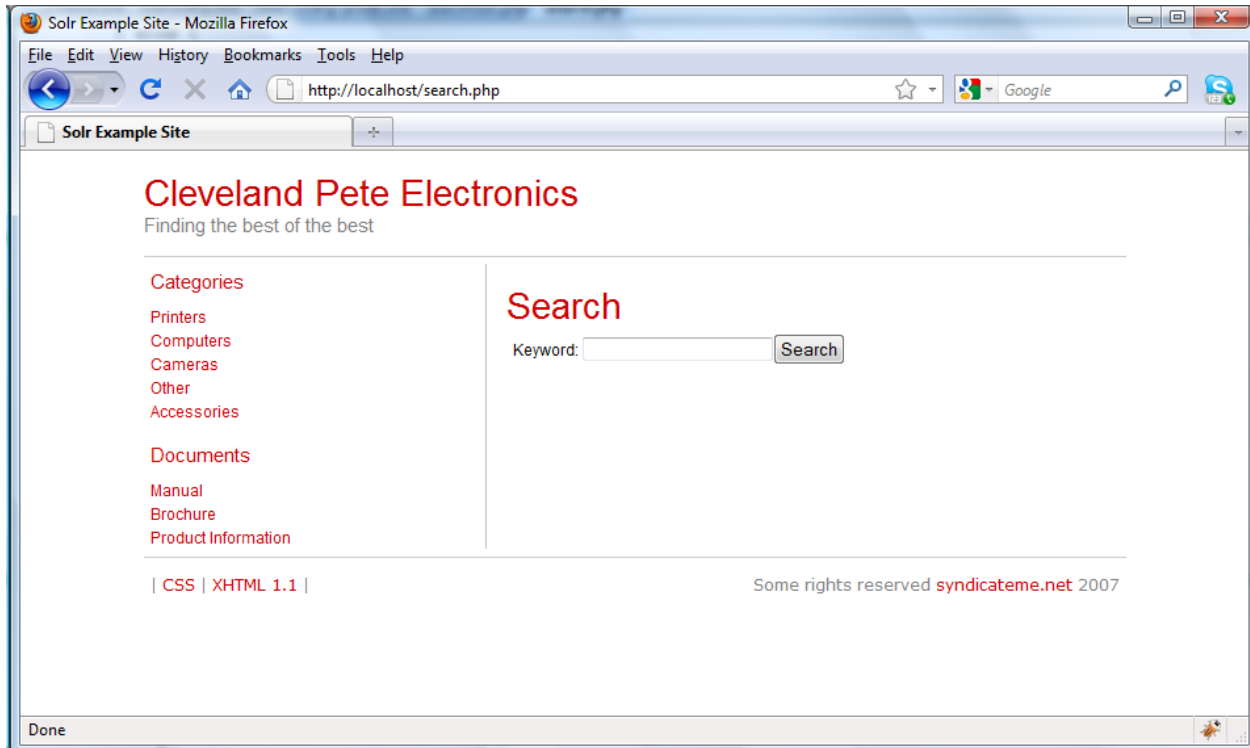 Solr Example Site - Mozilla Firefox
File Edit View History Bookmarks Tools Help
http://localhost/search.php
Google
Solr Example Site
Cleveland Pete Electronics
Finding the best of the best
Categories
Printers
Computers
Cameras
Other
Accessories
Documents
Manual
Brochure
Product Information
Search
Keyword: Search
| CSS | XHTML 1.1 |
Some rights reserved syndicateme.net 2007
Done